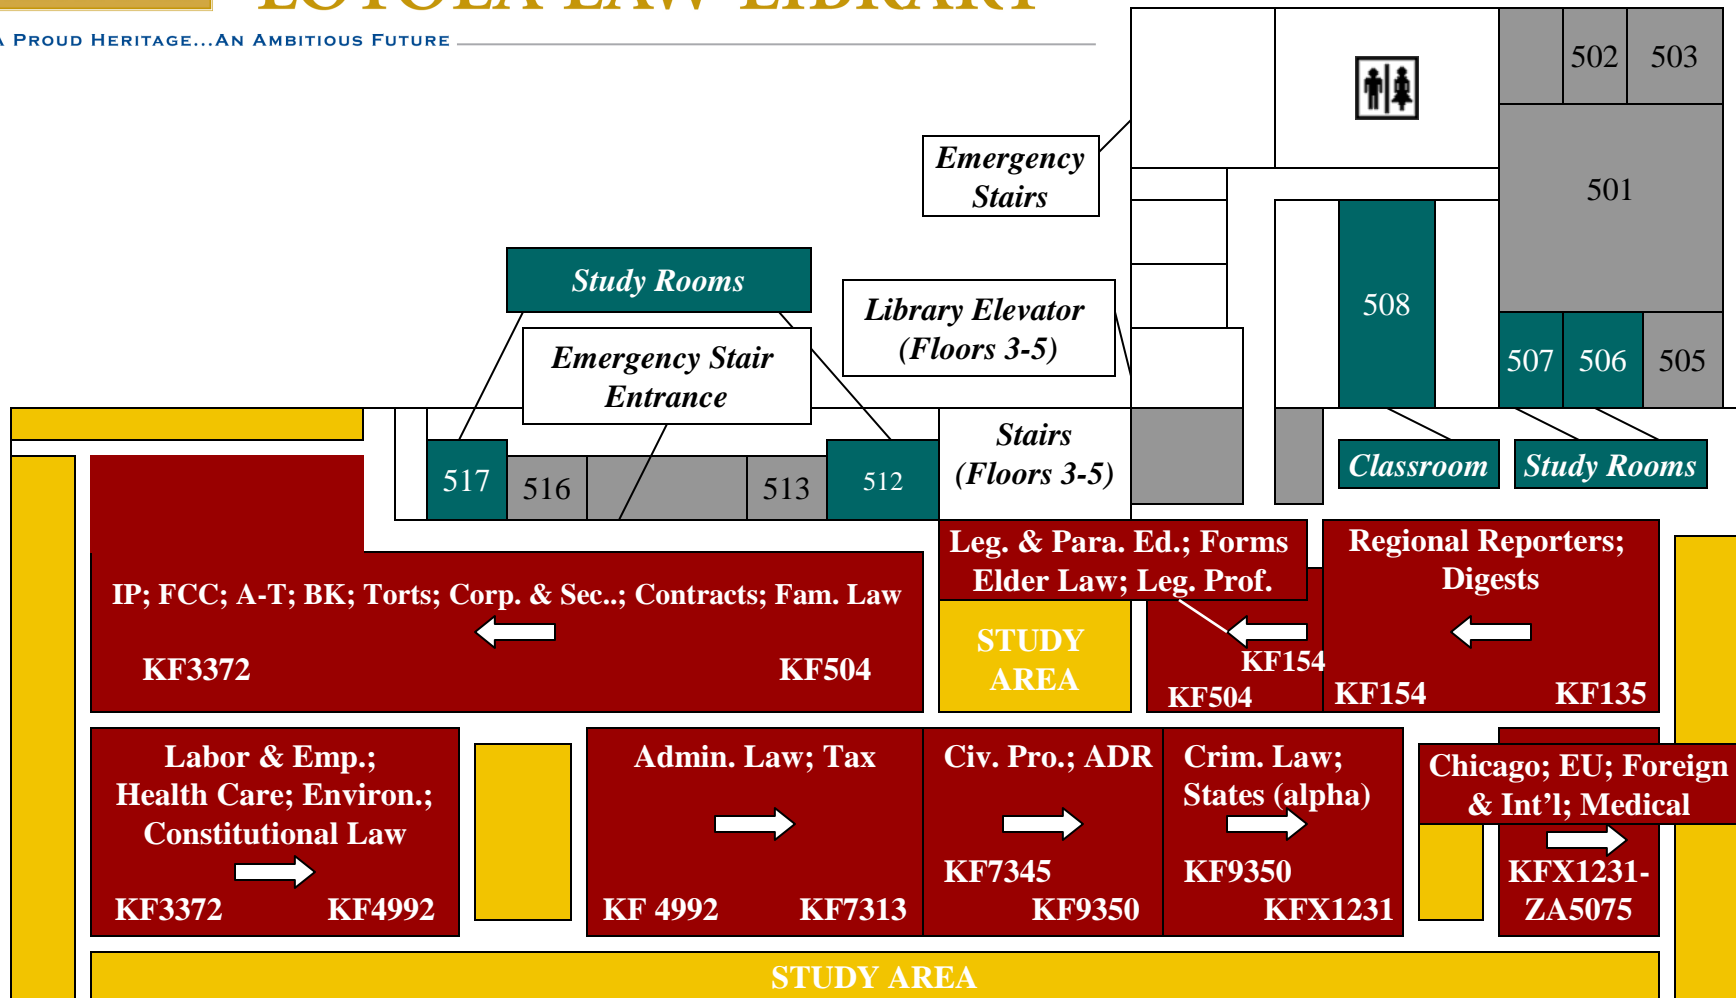 LOYOLA LAW LIBRARY
A PROUD HERITAGE...AN AMBITIOUS FUTURE
502
503
501
Emergency
Stairs
Study Rooms
Library Elevator
(Floors 3-5)
508
507
506
505
Emergency Stair
Entrance
Stairs
(Floors 3-5)
Classroom
Study Rooms
517
516
513
512
Leg. & Para. Ed.; Forms
Elder Law; Leg. Prof.
Regional Reporters;
Digests
IP; FCC; A-T; BK; Torts; Corp. & Sec..; Contracts; Fam. Law
KF3372
KF504
STUDY
AREA
KF154
KF504
KF154
KF135
Labor & Emp.;
Health Care; Environ.;
Constitutional Law
KF3372
KF4992
Admin. Law; Tax
KF 4992
KF7313
Civ. Pro.; ADR
KF7345
KF9350
Crim. Law;
States (alpha)
KF9350
KFX1231
Chicago; EU; Foreign
& Int’l; Medical
KFX1231-
ZA5075
STUDY AREA